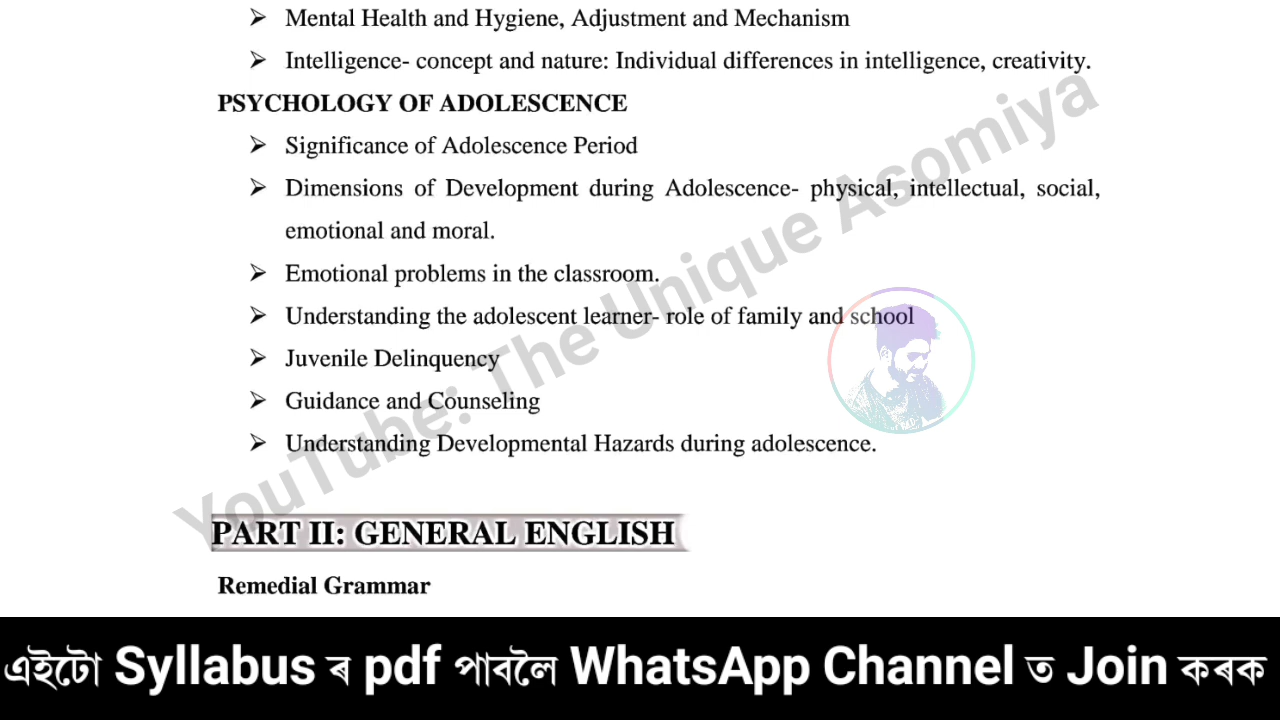 ➢ Mental Health and Hygiene, Adjustment and Mechanism
➢ Intelligence- concept and nature: Individual differences in intelligence, creativity.
PSYCHOLOGY OF ADOLESCENCE
➢ Significance of Adolescence Period
➢ Dimensions of Development during Adolescence- physical, intellectual, social,
emotional and moral.
➢ Emotional problems in the classroom.
➢ Understanding the adolescent learner- role of family and school
➢ Juvenile Delinquency
➢ Guidance and Counseling
➢ Understanding Developmental Hazards during adolescence.
YouTube: The Unique Asomiya
PART II: GENERAL ENGLISH
Remedial Grammar
এইটো Syllabus ৰ pdf পাবলৈ WhatsApp Channel ত Join কৰক